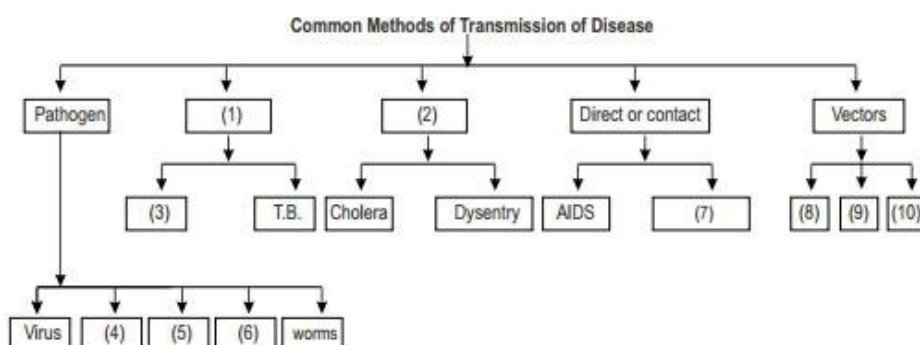 Common Methods of Transmission of Disease
Pathogen (1) (2) Direct or contact Vectors
(3) T.B. Cholera Dysentry AIDS (7) (8) (9) (10)
Virus (4) (5) (6) worms